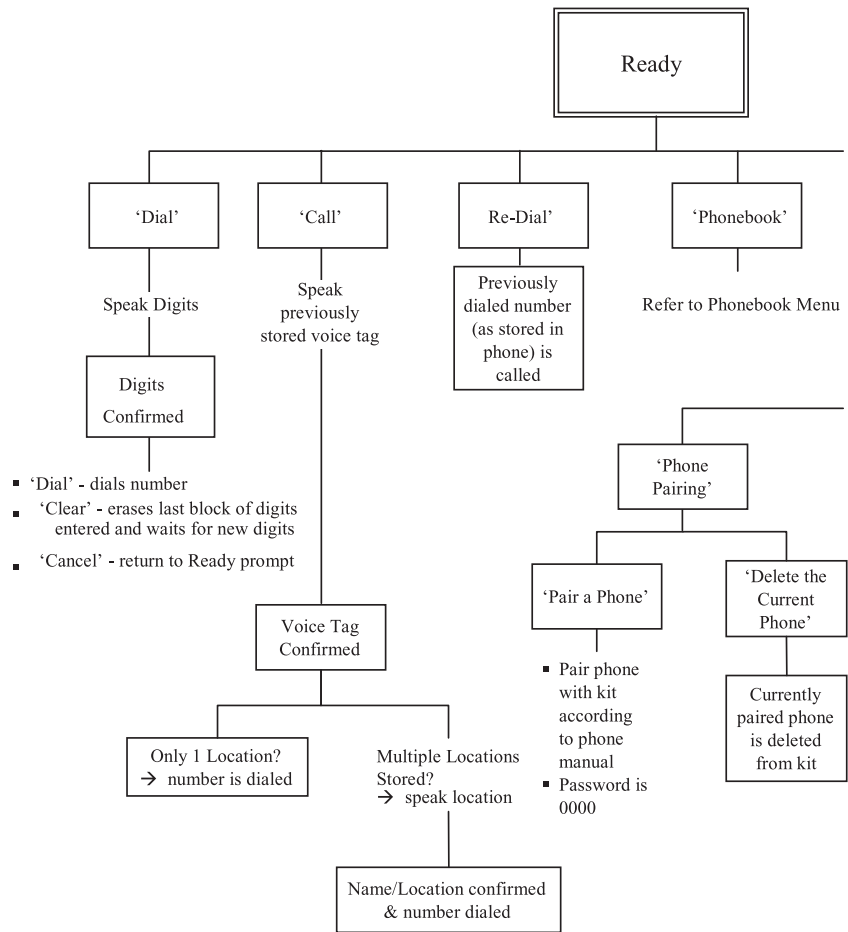 Ready
‘Dial’
‘Call’
Re-Dial’
‘Phonebook’
Speak Digits
Speak
previously
stored voice tag
Previously
dialed number
(as stored in
phone) is
called
Refer to Phonebook Menu
Digits
Confirmed
▪ ‘Dial’ - dials number
▪ ‘Clear’ - erases last block of digits
entered and waits for new digits
▪ ‘Cancel’ - return to Ready prompt
‘Phone
Pairing’
‘Pair a Phone’
‘Delete the
Current
Phone’
Voice Tag
Confirmed
▪ Pair phone
with kit
according
to phone
manual
▪ Password is
0000
Currently
paired phone
is deleted
from kit
Only 1 Location?
→ number is dialed
Multiple Locations
Stored?
→ speak location
Name/Location confirmed
& number dialed